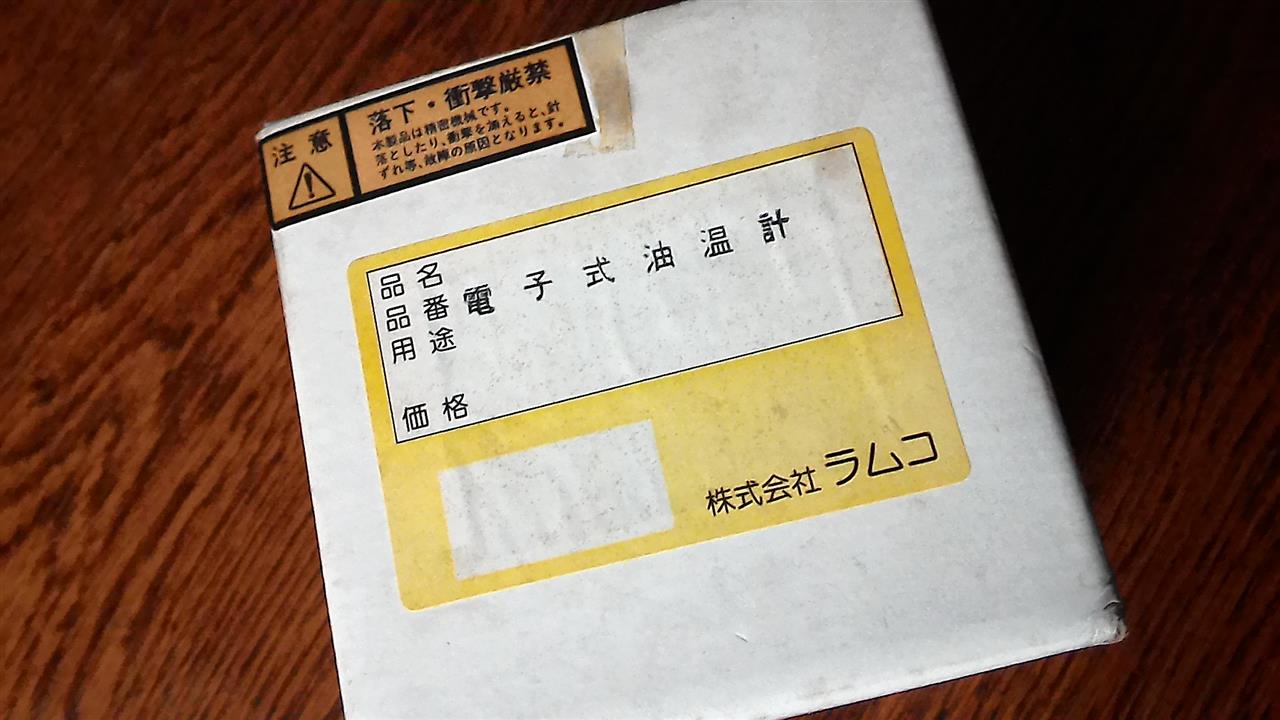 注意
落下・衝撃厳禁
本製品は精密機械です。
落としたり、衝撃を加えると、針
ずれ等、故障の原因となります。
品名
品番 電子式油温計
用途
価格
株式会社ラムコ